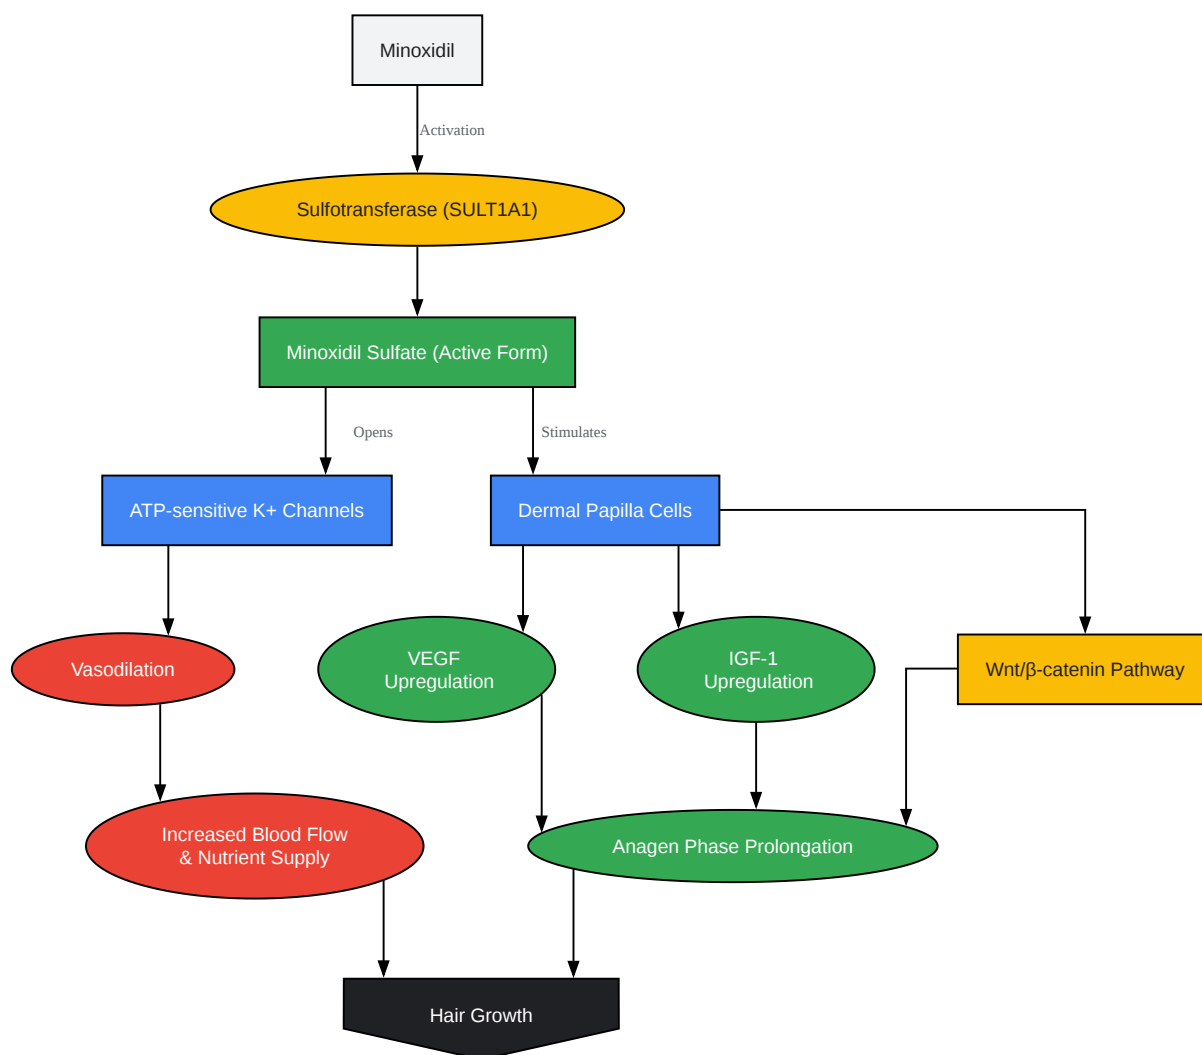 Minoxidil
Activation
Sulfotransferase (SULT1A1)
Minoxidil Sulfate (Active Form)
Opens
Stimulates
ATP-sensitive K+ Channels
Dermal Papilla Cells
Vasodilation
VEGF
Upregulation
IGF-1
Upregulation
Wnt/β-catenin Pathway
Increased Blood Flow
& Nutrient Supply
Anagen Phase Prolongation
Hair Growth